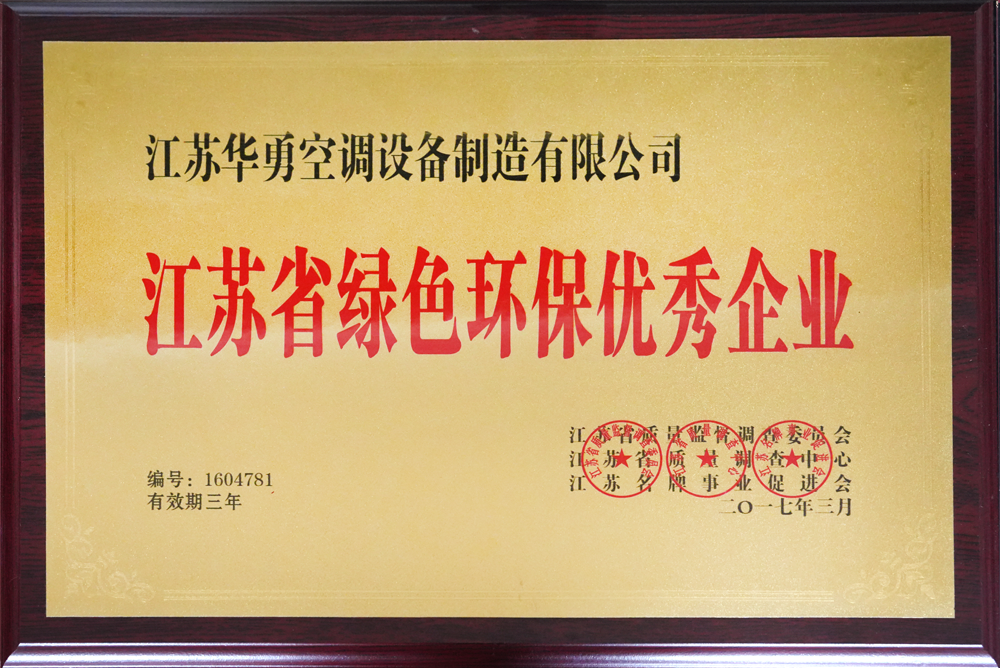 江苏华勇空调设备制造有限公司
江苏省绿色环保优秀企业
江苏省质量监督调查委员会
江苏省质量调查中心
江苏名牌事业促进会
编号：1604781
有效期三年
二〇一七年三月